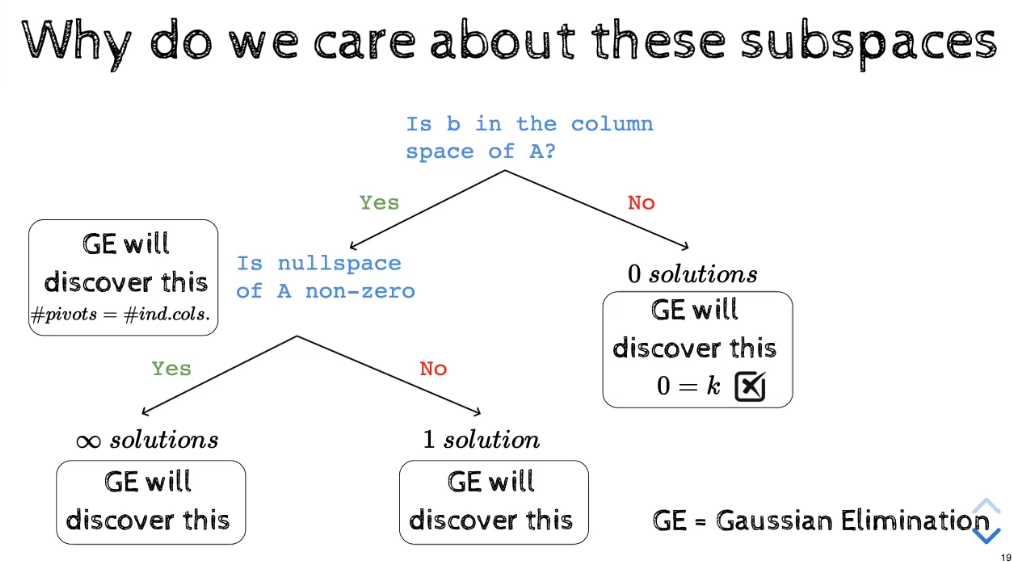 Why do we care about these subspaces
Is b in the column
space of A?
Yes
No
GE will
discover this
#pivots = #ind.cols.
Is nullspace
of A non-zero
0 solutions
GE will
discover this
0 = k
Yes
No
∞ solutions
GE will
discover this
1 solution
GE will
discover this
GE = Gaussian Elimination
19